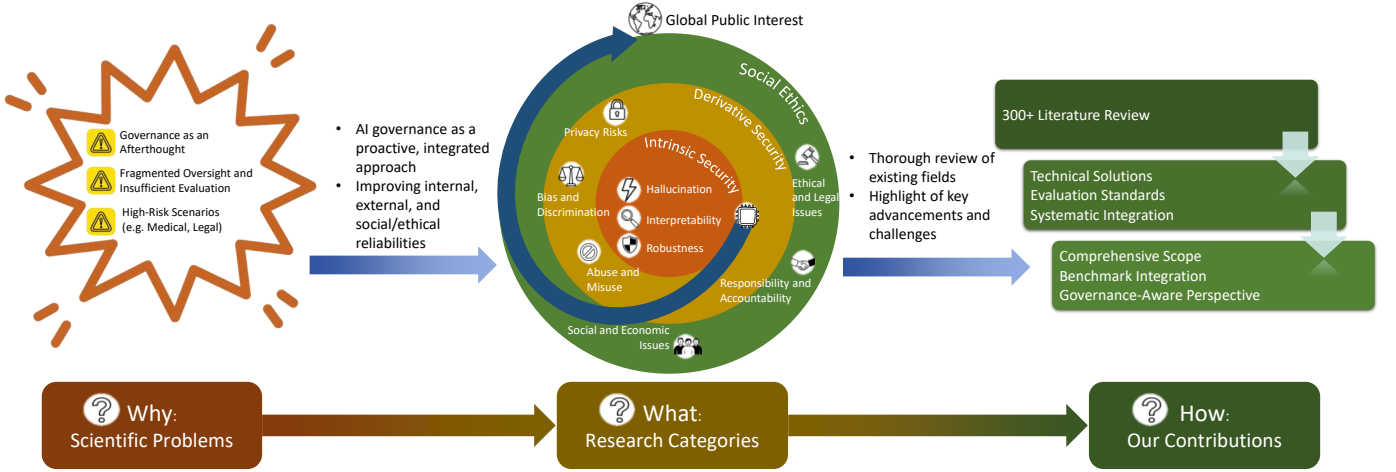 Global Public Interest
Governance as an
Afterthought
Fragmented Oversight and
Insufficient Evaluation
High-Risk Scenarios
(e.g. Medical, Legal)
• AI governance as a
proactive, integrated
approach
• Improving internal,
external, and
social/ethical
reliabilities
Social Ethics
Derivative Security
Intrinsic Security
Privacy Risks
Bias and
Discrimination
Abuse and
Misuse
Hallucination
Interpretability
Robustness
Ethical
and Legal
Issues
Responsibility and
Accountability
Social and Economic
Issues
• Thorough review of
existing fields
• Highlight of key
advancements and
challenges
300+ Literature Review
Technical Solutions
Evaluation Standards
Systematic Integration
Comprehensive Scope
Benchmark Integration
Governance-Aware Perspective
? Why:
Scientific Problems
? What:
Research Categories
? How:
Our Contributions